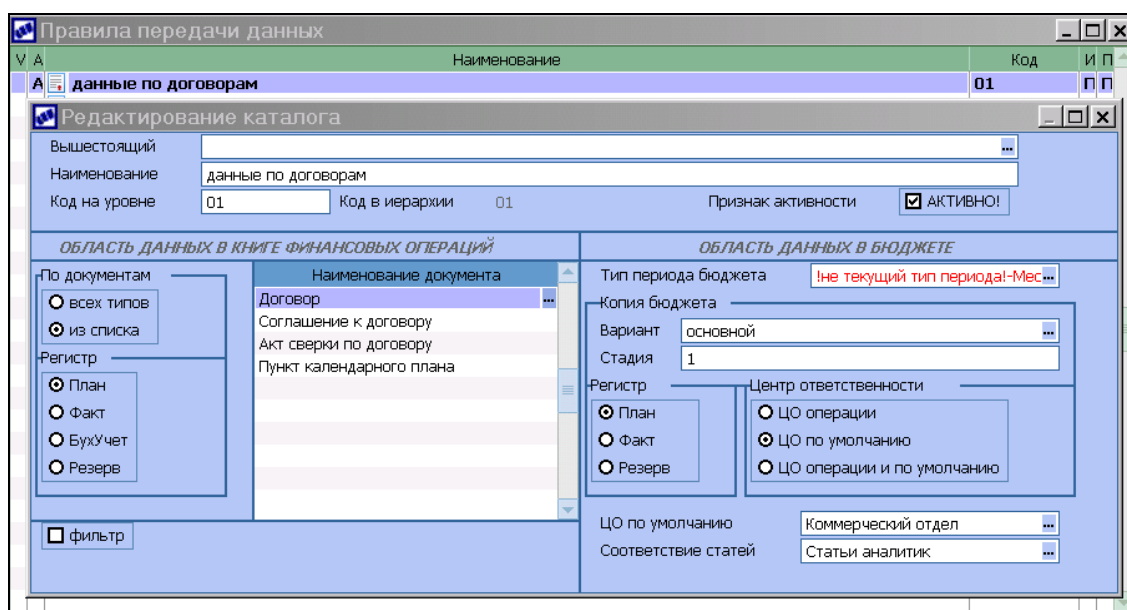 Правила передачи данных
V А Наименование Код И П
А данные по договорам 01 П П
Редактирование каталога
Вышестоящий
Наименование данные по договорам
Код на уровне 01 Код в иерархии 01 Признак активности АКТИВНО!
ОБЛАСТЬ ДАННЫХ В КНИГЕ ФИНАНСОВЫХ ОПЕРАЦИЙ ОБЛАСТЬ ДАННЫХ В БЮДЖЕТЕ
По документам
всех типов
из списка
Регистр
План
Факт
БухУчет
Резерв
фильтр
Наименование документа
Договор
Соглашение к договору
Акт сверки по договору
Пункт календарного плана
Тип периода бюджета !не текущий тип периода!-Мес...
Копия бюджета
Вариант основной
Стадия 1
Регистр
План
Факт
Резерв
Центр ответственности
ЦО операции
ЦО по умолчанию
ЦО операции и по умолчанию
ЦО по умолчанию Коммерческий отдел
Соответствие статей Статьи аналитик